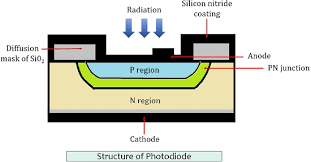 Radiation
Silicon nitride
coating
Diffusion
mask of SiO₂
Anode
P region
PN junction
N region
Cathode
Structure of Photodiode